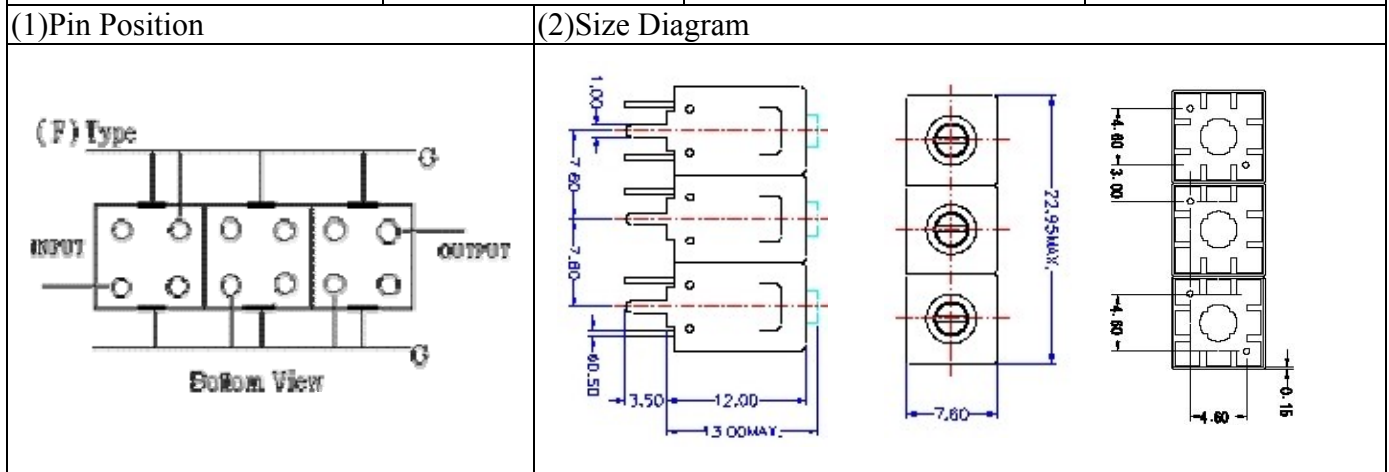 (1)Pin Position
(2)Size Diagram
(F) Type
G
INPUT
OUTPUT
G
Bottom View
1.00
7.60
7.60
Φ0.50
3.50
12.00
13.00MAX.
22.95MAX.
7.60
4.60
3.00
4.60
0.15
4.60